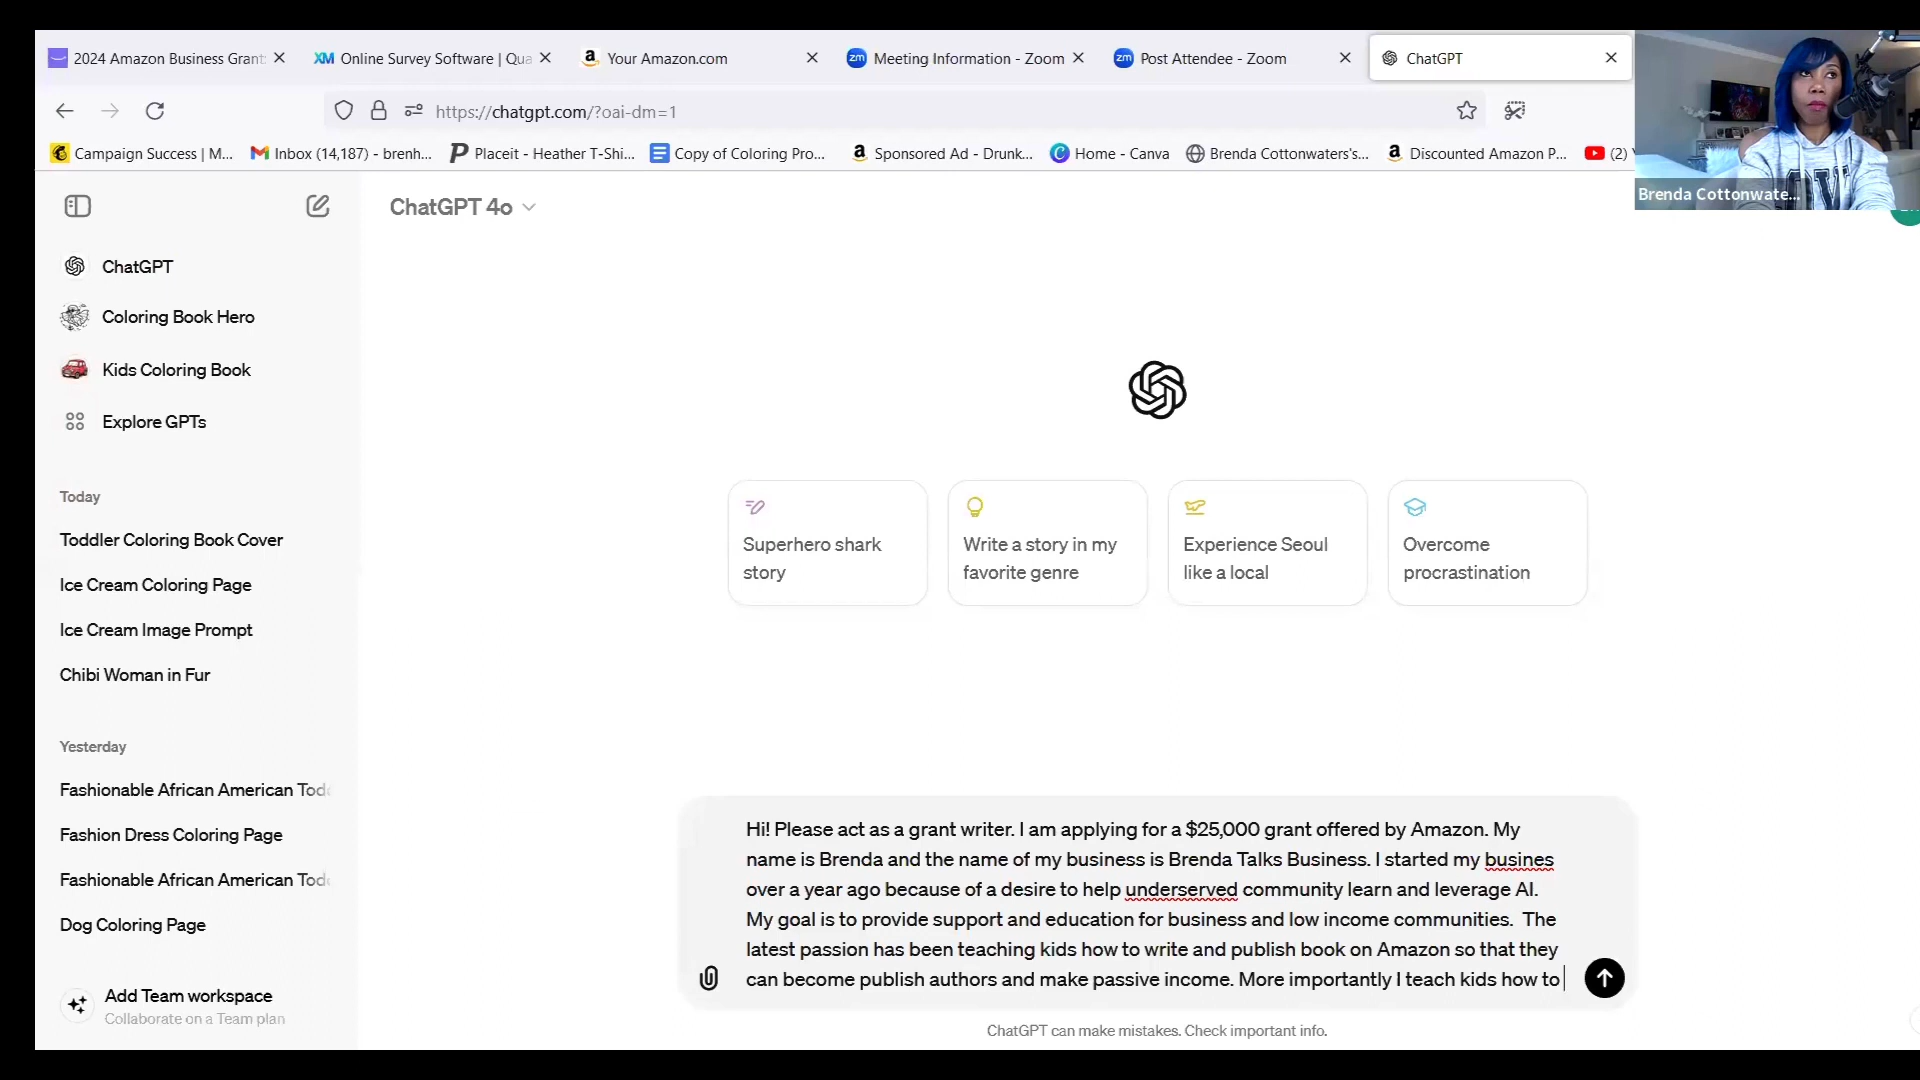 2024 Amazon Business Grant
XM Online Survey Software | Qua
a Your Amazon.com
zm Meeting Information - Zoom
zm Post Attendee - Zoom
ChatGPT
https://chatgpt.com/?oai-dm=1
Campaign Success | M...
Inbox (14,187) - brenh...
P Placeit - Heather T-Shi...
Copy of Coloring Pro...
a Sponsored Ad - Drunk...
C Home - Canva
Brenda Cottonwaters's...
a Discounted Amazon P...
(2)
Brenda Cottonwate...
ChatGPT 4o
ChatGPT
Coloring Book Hero
Kids Coloring Book
Explore GPTs
Today
Toddler Coloring Book Cover
Ice Cream Coloring Page
Ice Cream Image Prompt
Chibi Woman in Fur
Yesterday
Fashionable African American Todd
Fashion Dress Coloring Page
Fashionable African American Todd
Dog Coloring Page
Add Team workspace
Collaborate on a Team plan
Superhero shark
story
Write a story in my
favorite genre
Experience Seoul
like a local
Overcome
procrastination
Hi! Please act as a grant writer. I am applying for a $25,000 grant offered by Amazon. My
name is Brenda and the name of my business is Brenda Talks Business. I started my busines
over a year ago because of a desire to help underserved community learn and leverage AI.
My goal is to provide support and education for business and low income communities.  The
latest passion has been teaching kids how to write and publish book on Amazon so that they
can become publish authors and make passive income. More importantly I teach kids how to
ChatGPT can make mistakes. Check important info.